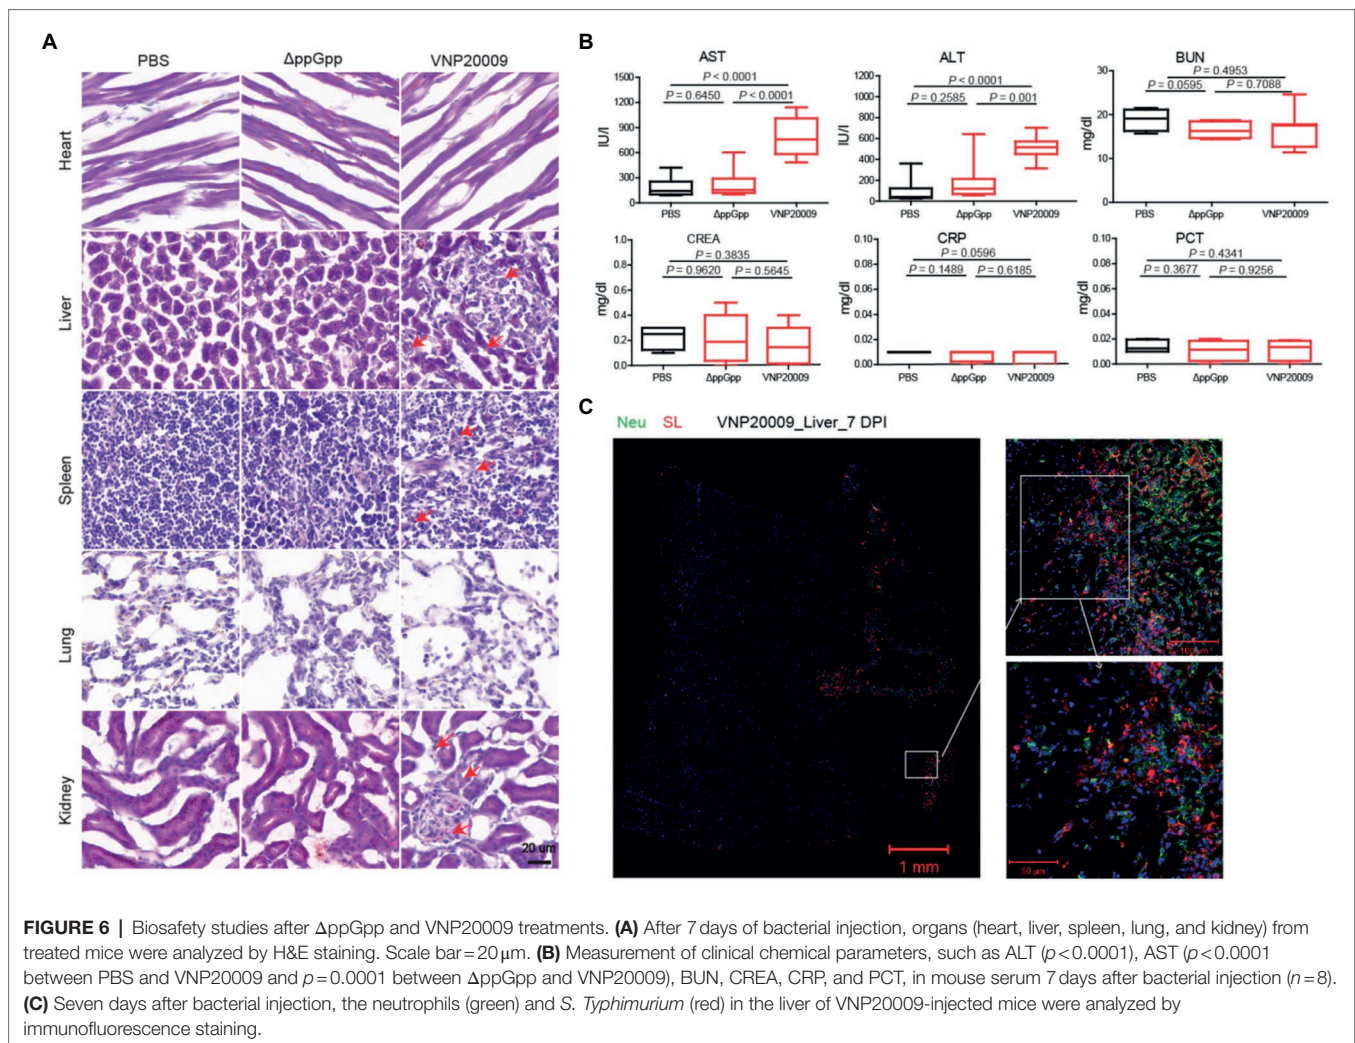 A
PBS
ΔppGpp
VNP20009
Heart
Liver
Spleen
Lung
Kidney
20 um
B
AST
P < 0.0001
P = 0.6450
P < 0.0001
IU/l
1500
1200
900
600
300
0
PBS
ΔppGpp
VNP20009
ALT
P < 0.0001
P = 0.2585
P = 0.001
IU/l
1200
1000
800
600
400
200
0
PBS
ΔppGpp
VNP20009
BUN
P = 0.4953
P = 0.0595
P = 0.7088
mg/dl
30
20
10
0
PBS
ΔppGpp
VNP20009
CREA
P = 0.3835
P = 0.9620
P = 0.5645
mg/dl
1.0
0.8
0.6
0.4
0.2
0.0
PBS
ΔppGpp
VNP20009
CRP
P = 0.0596
P = 0.1489
P = 0.6185
mg/dl
0.10
0.08
0.06
0.04
0.02
0.00
PBS
ΔppGpp
VNP20009
PCT
P = 0.4341
P = 0.3677
P = 0.9256
mg/dl
0.10
0.08
0.06
0.04
0.02
0.00
PBS
ΔppGpp
VNP20009
C
Neu SL VNP20009_Liver_7 DPI
1 mm
100 µm
50 µm
FIGURE 6 | Biosafety studies after ΔppGpp and VNP20009 treatments. (A) After 7 days of bacterial injection, organs (heart, liver, spleen, lung, and kidney) from
treated mice were analyzed by H&E staining. Scale bar=20 μm. (B) Measurement of clinical chemical parameters, such as ALT (p<0.0001), AST (p<0.0001
between PBS and VNP20009 and p=0.0001 between ΔppGpp and VNP20009), BUN, CREA, CRP, and PCT, in mouse serum 7 days after bacterial injection (n=8).
(C) Seven days after bacterial injection, the neutrophils (green) and S. Typhimurium (red) in the liver of VNP20009-injected mice were analyzed by
immunofluorescence staining.